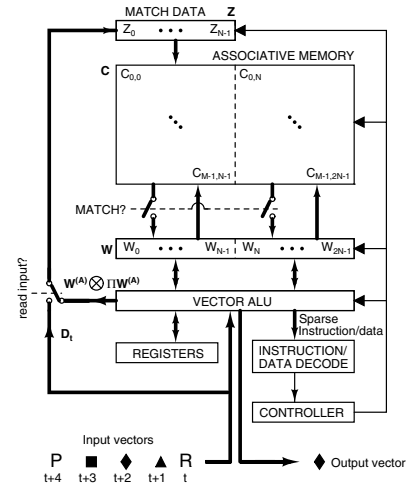 MATCH DATA Z
Z0 • • • ZN-1
ASSOCIATIVE MEMORY
C C0,0 C0,N
CM-1,N-1 CM-1,2N-1
MATCH?
W W0 • • • WN-1 WN • • • W2N-1
read input?
W(A) ⊗ ΠW(A)
VECTOR ALU
Sparse
Instruction/data
Dt
REGISTERS
INSTRUCTION/
DATA DECODE
CONTROLLER
Input vectors
P ■ ♦ ▲ R
t+4 t+3 t+2 t+1 t
♦ Output vector